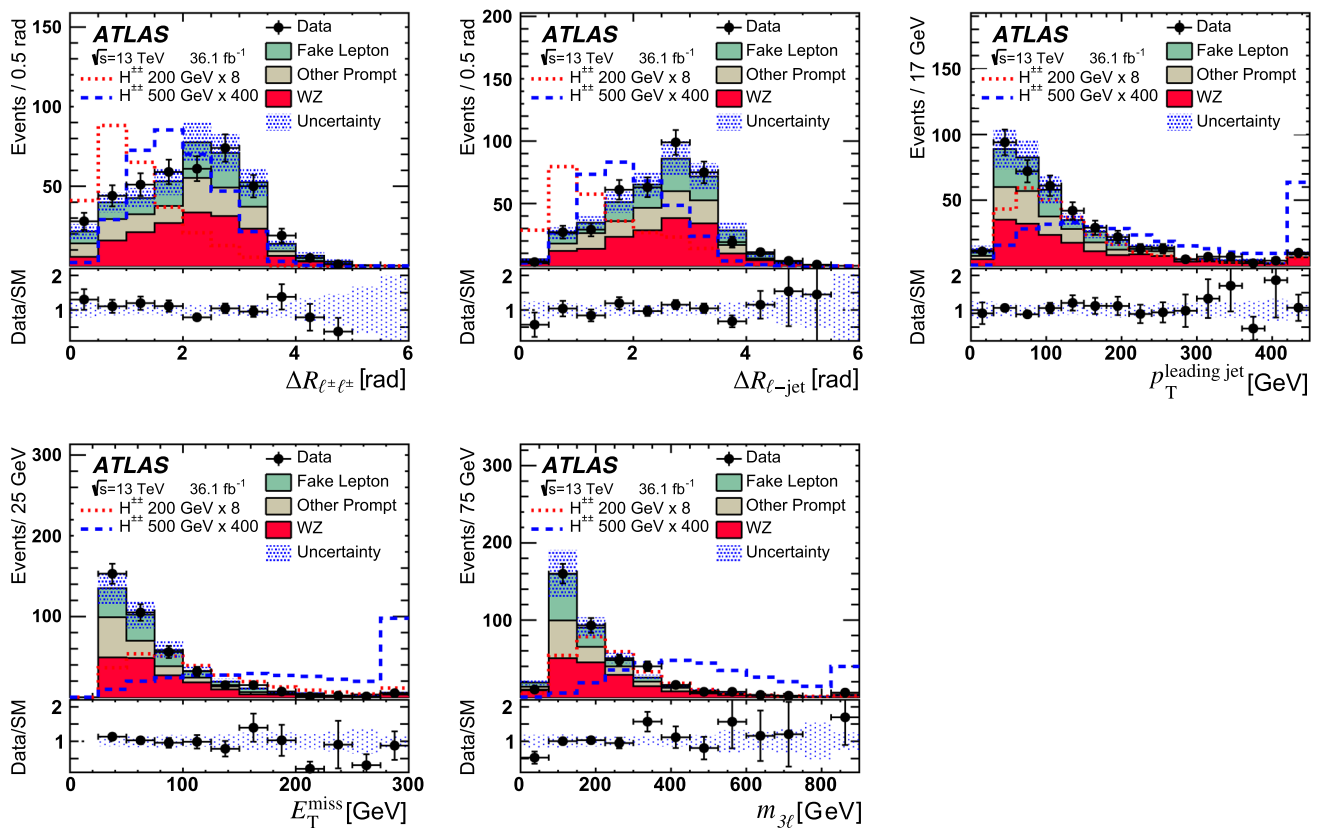 Events / 0.5 rad
150
100
50
ATLAS
√s=13 TeV 36.1 fb⁻¹
H±± 200 GeV x 8
H±± 500 GeV x 400
Data
Fake Lepton
Other Prompt
WZ
Uncertainty
Data/SM
2
1
0 2 4 6
ΔRℓ±ℓ± [rad]
Events / 0.5 rad
200
150
100
50
ATLAS
√s=13 TeV 36.1 fb⁻¹
H±± 200 GeV x 8
H±± 500 GeV x 400
Data
Fake Lepton
Other Prompt
WZ
Uncertainty
Data/SM
2
1
0 2 4 6
ΔRℓ−jet [rad]
Events / 17 GeV
150
100
50
ATLAS
√s=13 TeV 36.1 fb⁻¹
H±± 200 GeV x 8
H±± 500 GeV x 400
Data
Fake Lepton
Other Prompt
WZ
Uncertainty
Data/SM
2
1
0 100 200 300 400
pT leading jet [GeV]
Events/ 25 GeV
300
200
100
ATLAS
√s=13 TeV 36.1 fb⁻¹
H±± 200 GeV x 8
H±± 500 GeV x 400
Data
Fake Lepton
Other Prompt
WZ
Uncertainty
Data/SM
2
1
0 100 200 300
ET miss [GeV]
Events/ 75 GeV
300
200
100
ATLAS
√s=13 TeV 36.1 fb⁻¹
H±± 200 GeV x 8
H±± 500 GeV x 400
Data
Fake Lepton
Other Prompt
WZ
Uncertainty
Data/SM
2
1
0 200 400 600 800
m3ℓ [GeV]